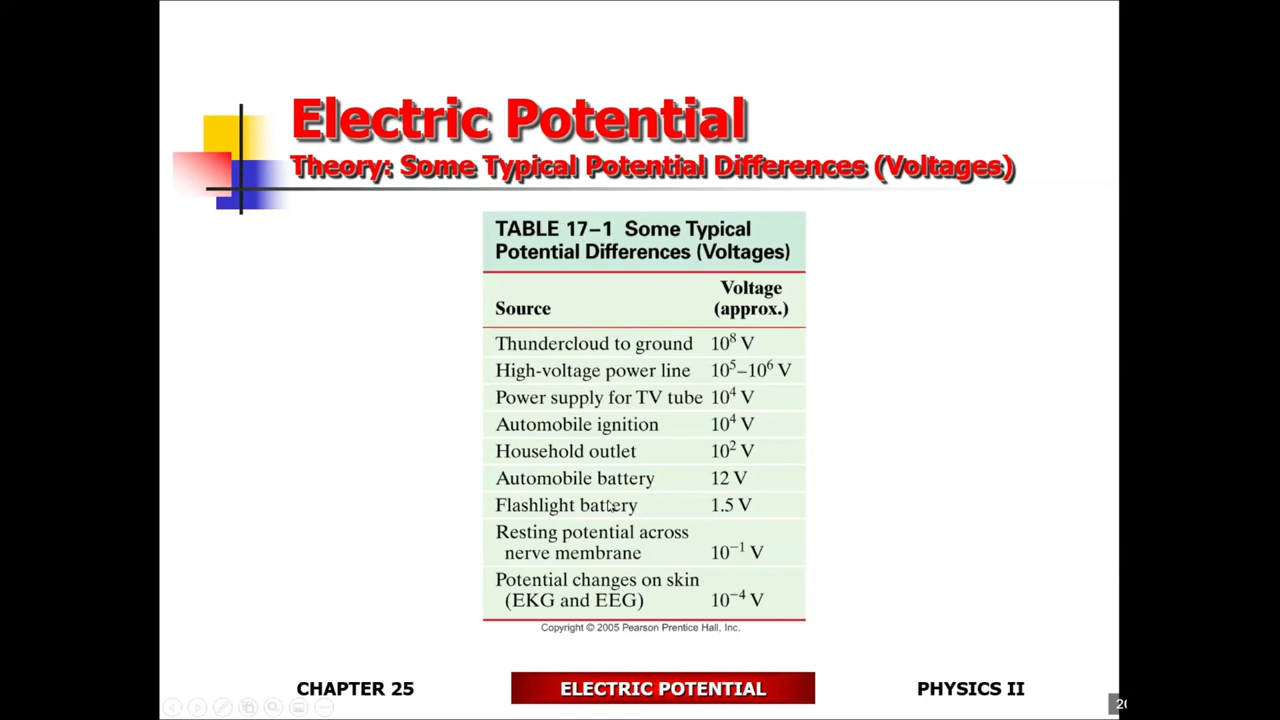 Electric Potential
Theory: Some Typical Potential Differences (Voltages)
TABLE 17–1 Some Typical
Potential Differences (Voltages)
Voltage
Source (approx.)
Thundercloud to ground 10⁸ V
High-voltage power line 10⁵–10⁶ V
Power supply for TV tube 10⁴ V
Automobile ignition 10⁴ V
Household outlet 10² V
Automobile battery 12 V
Flashlight battery 1.5 V
Resting potential across
nerve membrane 10⁻¹ V
Potential changes on skin
(EKG and EEG) 10⁻⁴ V
Copyright © 2005 Pearson Prentice Hall, Inc.
CHAPTER 25 ELECTRIC POTENTIAL PHYSICS II